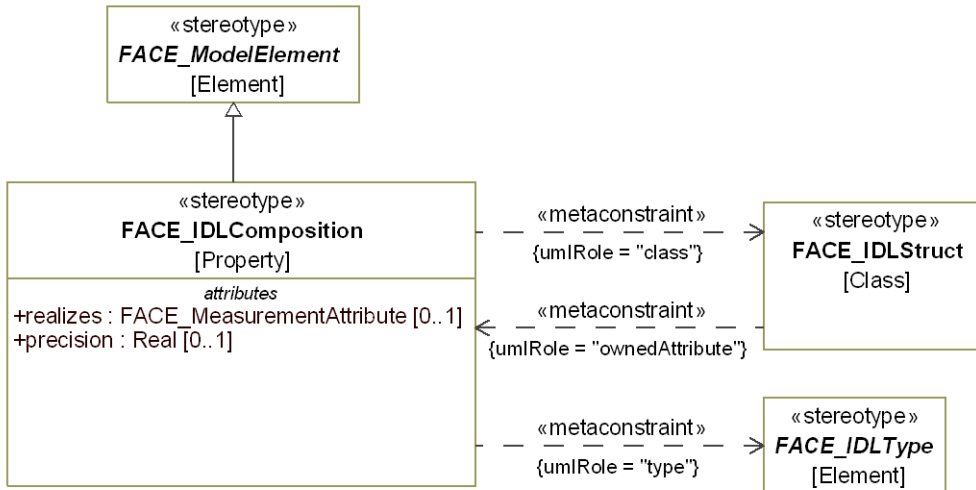 «stereotype»
FACE_ModelElement
[Element]
«stereotype»
FACE_IDLComposition
[Property]
attributes
+realizes : FACE_MeasurementAttribute [0..1]
+precision : Real [0..1]
«metaconstraint»
{umlRole = "class"}
«stereotype»
FACE_IDLStruct
[Class]
«metaconstraint»
{umlRole = "ownedAttribute"}
«metaconstraint»
{umlRole = "type"}
«stereotype»
FACE_IDLType
[Element]